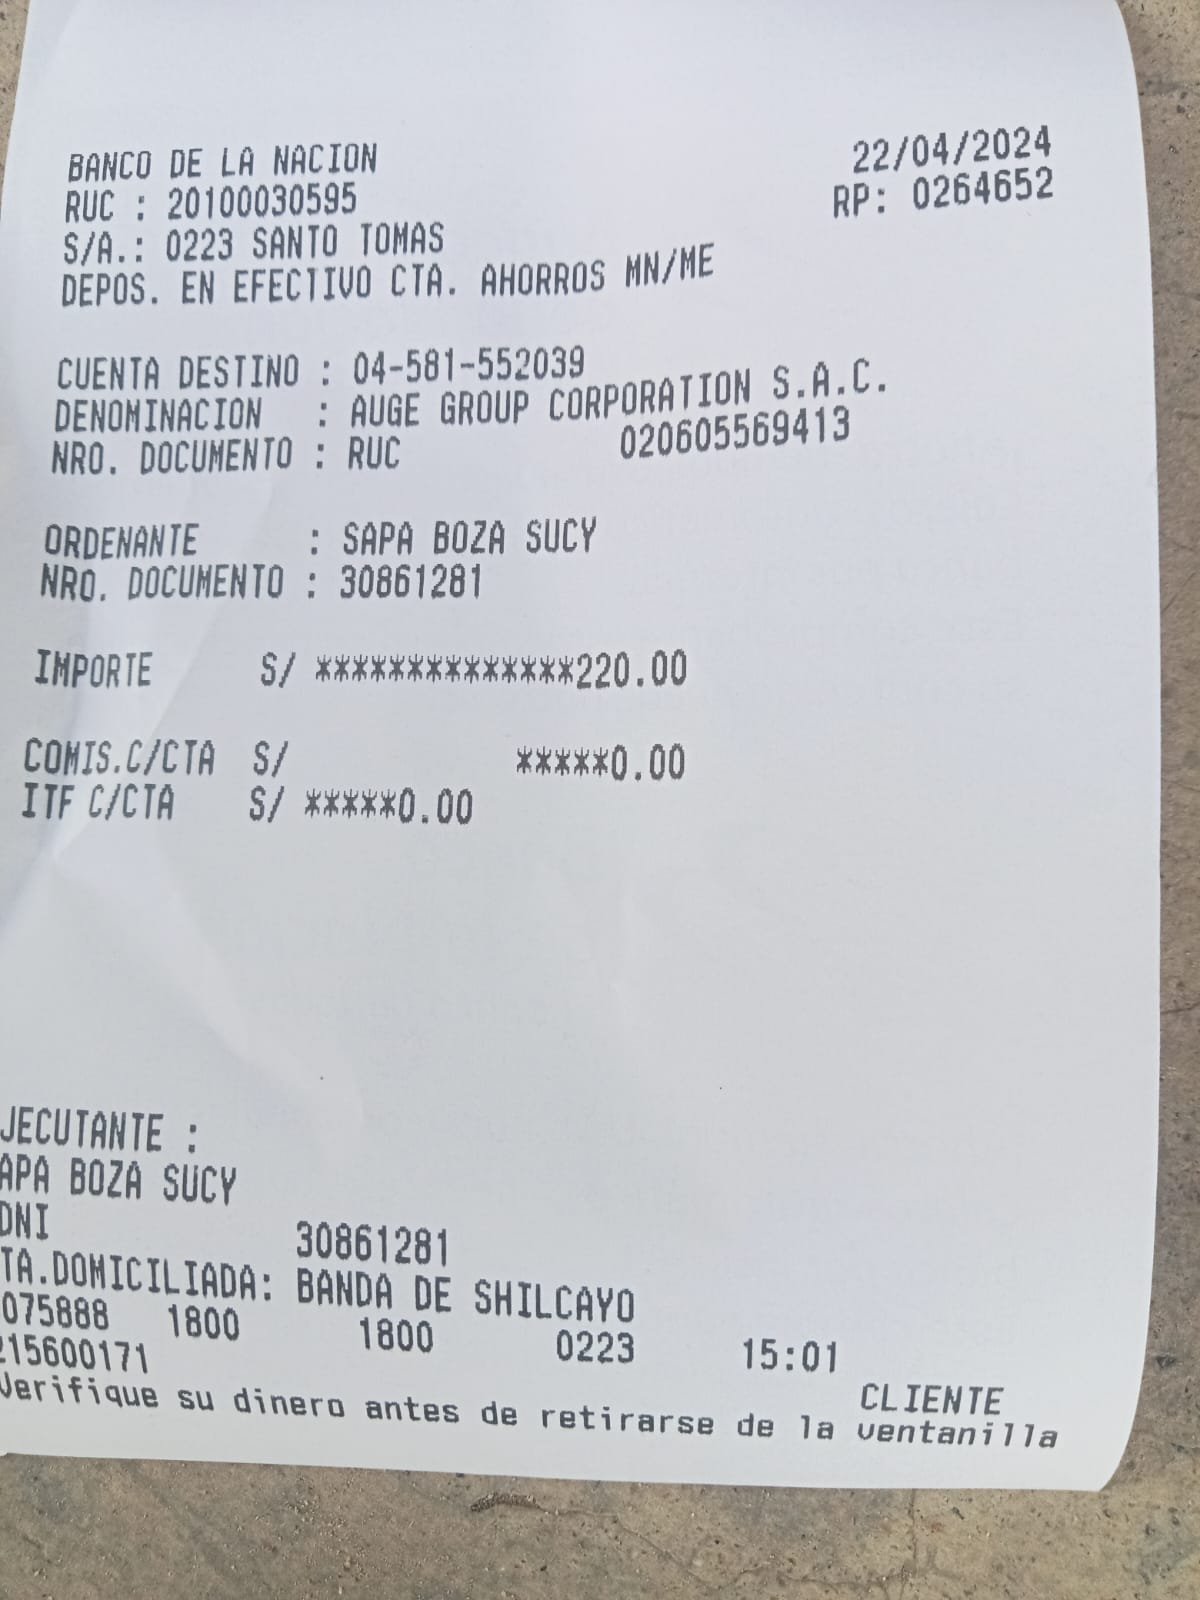 BANCO DE LA NACION 22/04/2024
RUC : 20100030595 RP: 0264652
S/A.: 0223 SANTO TOMAS
DEPOS. EN EFECTIVO CTA. AHORROS MN/ME
CUENTA DESTINO : 04-581-552039
DENOMINACION : AUGE GROUP CORPORATION S.A.C.
NRO. DOCUMENTO : RUC 020605569413
ORDENANTE : SAPA BOZA SUCY
NRO. DOCUMENTO : 30861281
IMPORTE S/ **************220.00
COMIS.C/CTA S/ *****0.00
ITF C/CTA S/ *****0.00
JECUTANTE :
APA BOZA SUCY
DNI 30861281
TA.DOMICILIADA: BANDA DE SHILCAYO
075888 1800 1800 0223 15:01
215600171 CLIENTE
Verifique su dinero antes de retirarse de la ventanilla